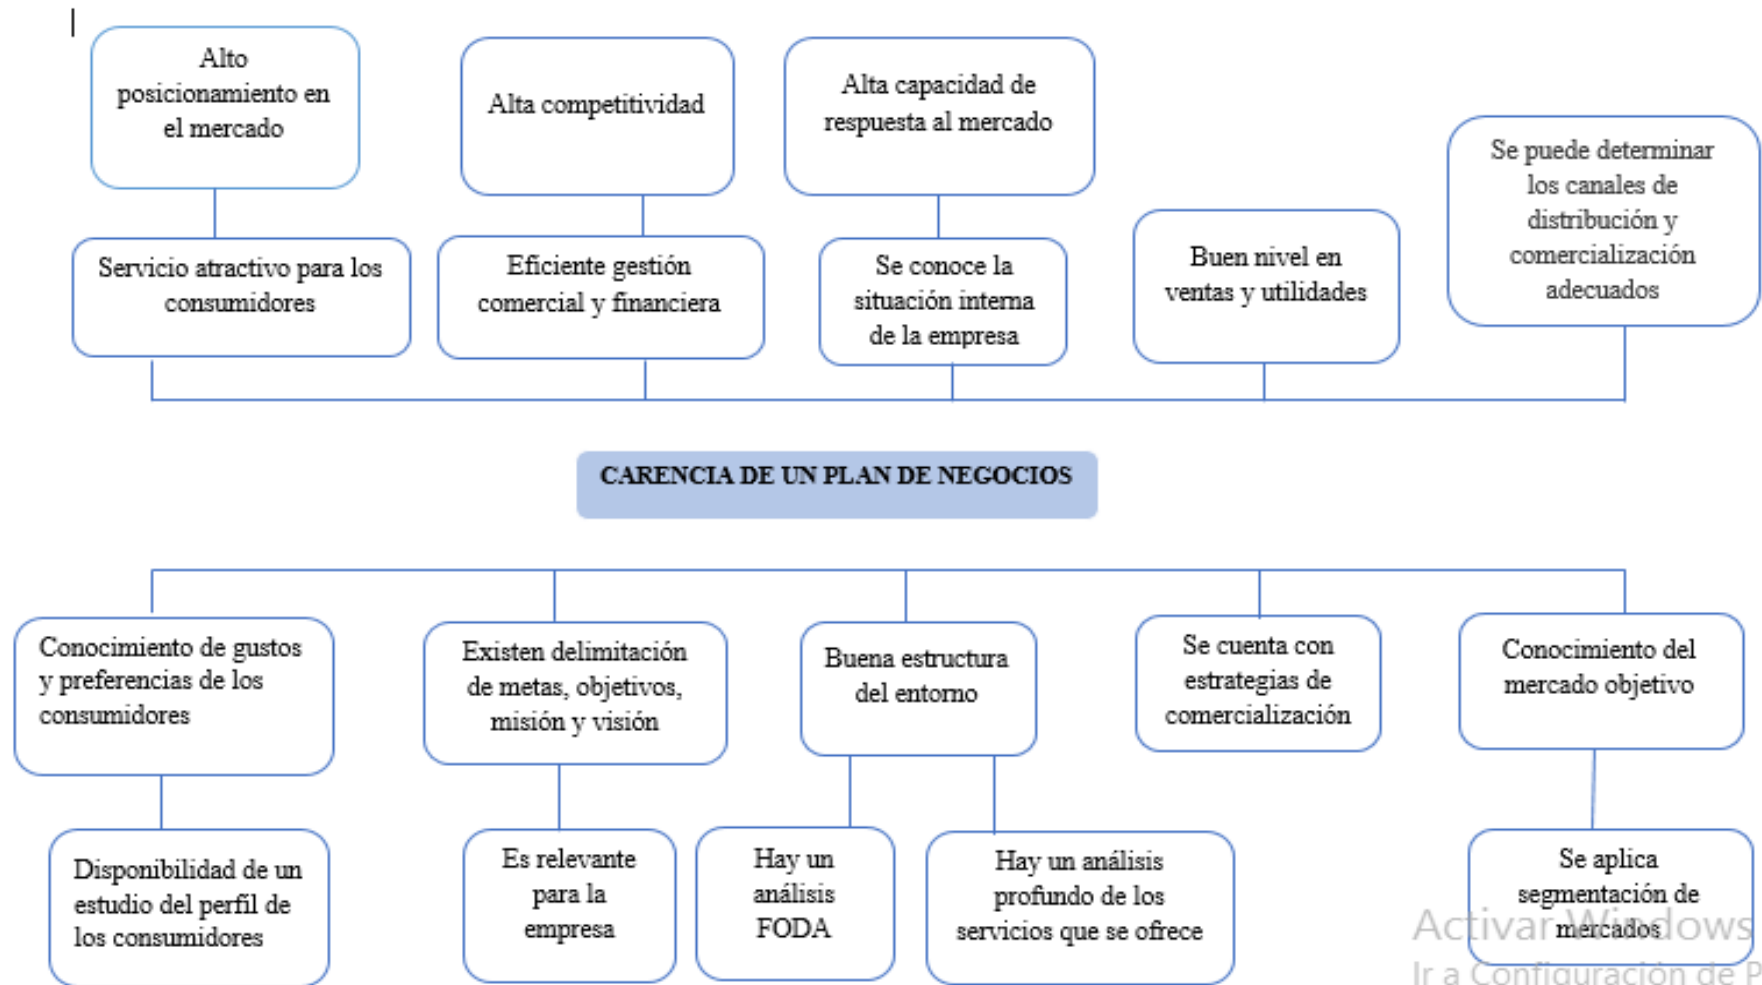 Alto
posicionamiento en
el mercado
Alta competitividad
Alta capacidad de
respuesta al mercado
Se puede determinar
los canales de
distribución y
comercialización
adecuados
Servicio atractivo para los
consumidores
Eficiente gestión
comercial y financiera
Se conoce la
situación interna
de la empresa
Buen nivel en
ventas y utilidades
CARENCIA DE UN PLAN DE NEGOCIOS
Conocimiento de gustos
y preferencias de los
consumidores
Existen delimitación
de metas, objetivos,
misión y visión
Buena estructura
del entorno
Se cuenta con
estrategias de
comercialización
Conocimiento del
mercado objetivo
Disponibilidad de un
estudio del perfil de
los consumidores
Es relevante
para la
empresa
Hay un
análisis
FODA
Hay un análisis
profundo de los
servicios que se ofrece
Se aplica
segmentación de
mercados
Activar Windows
Ir a Configuración de P